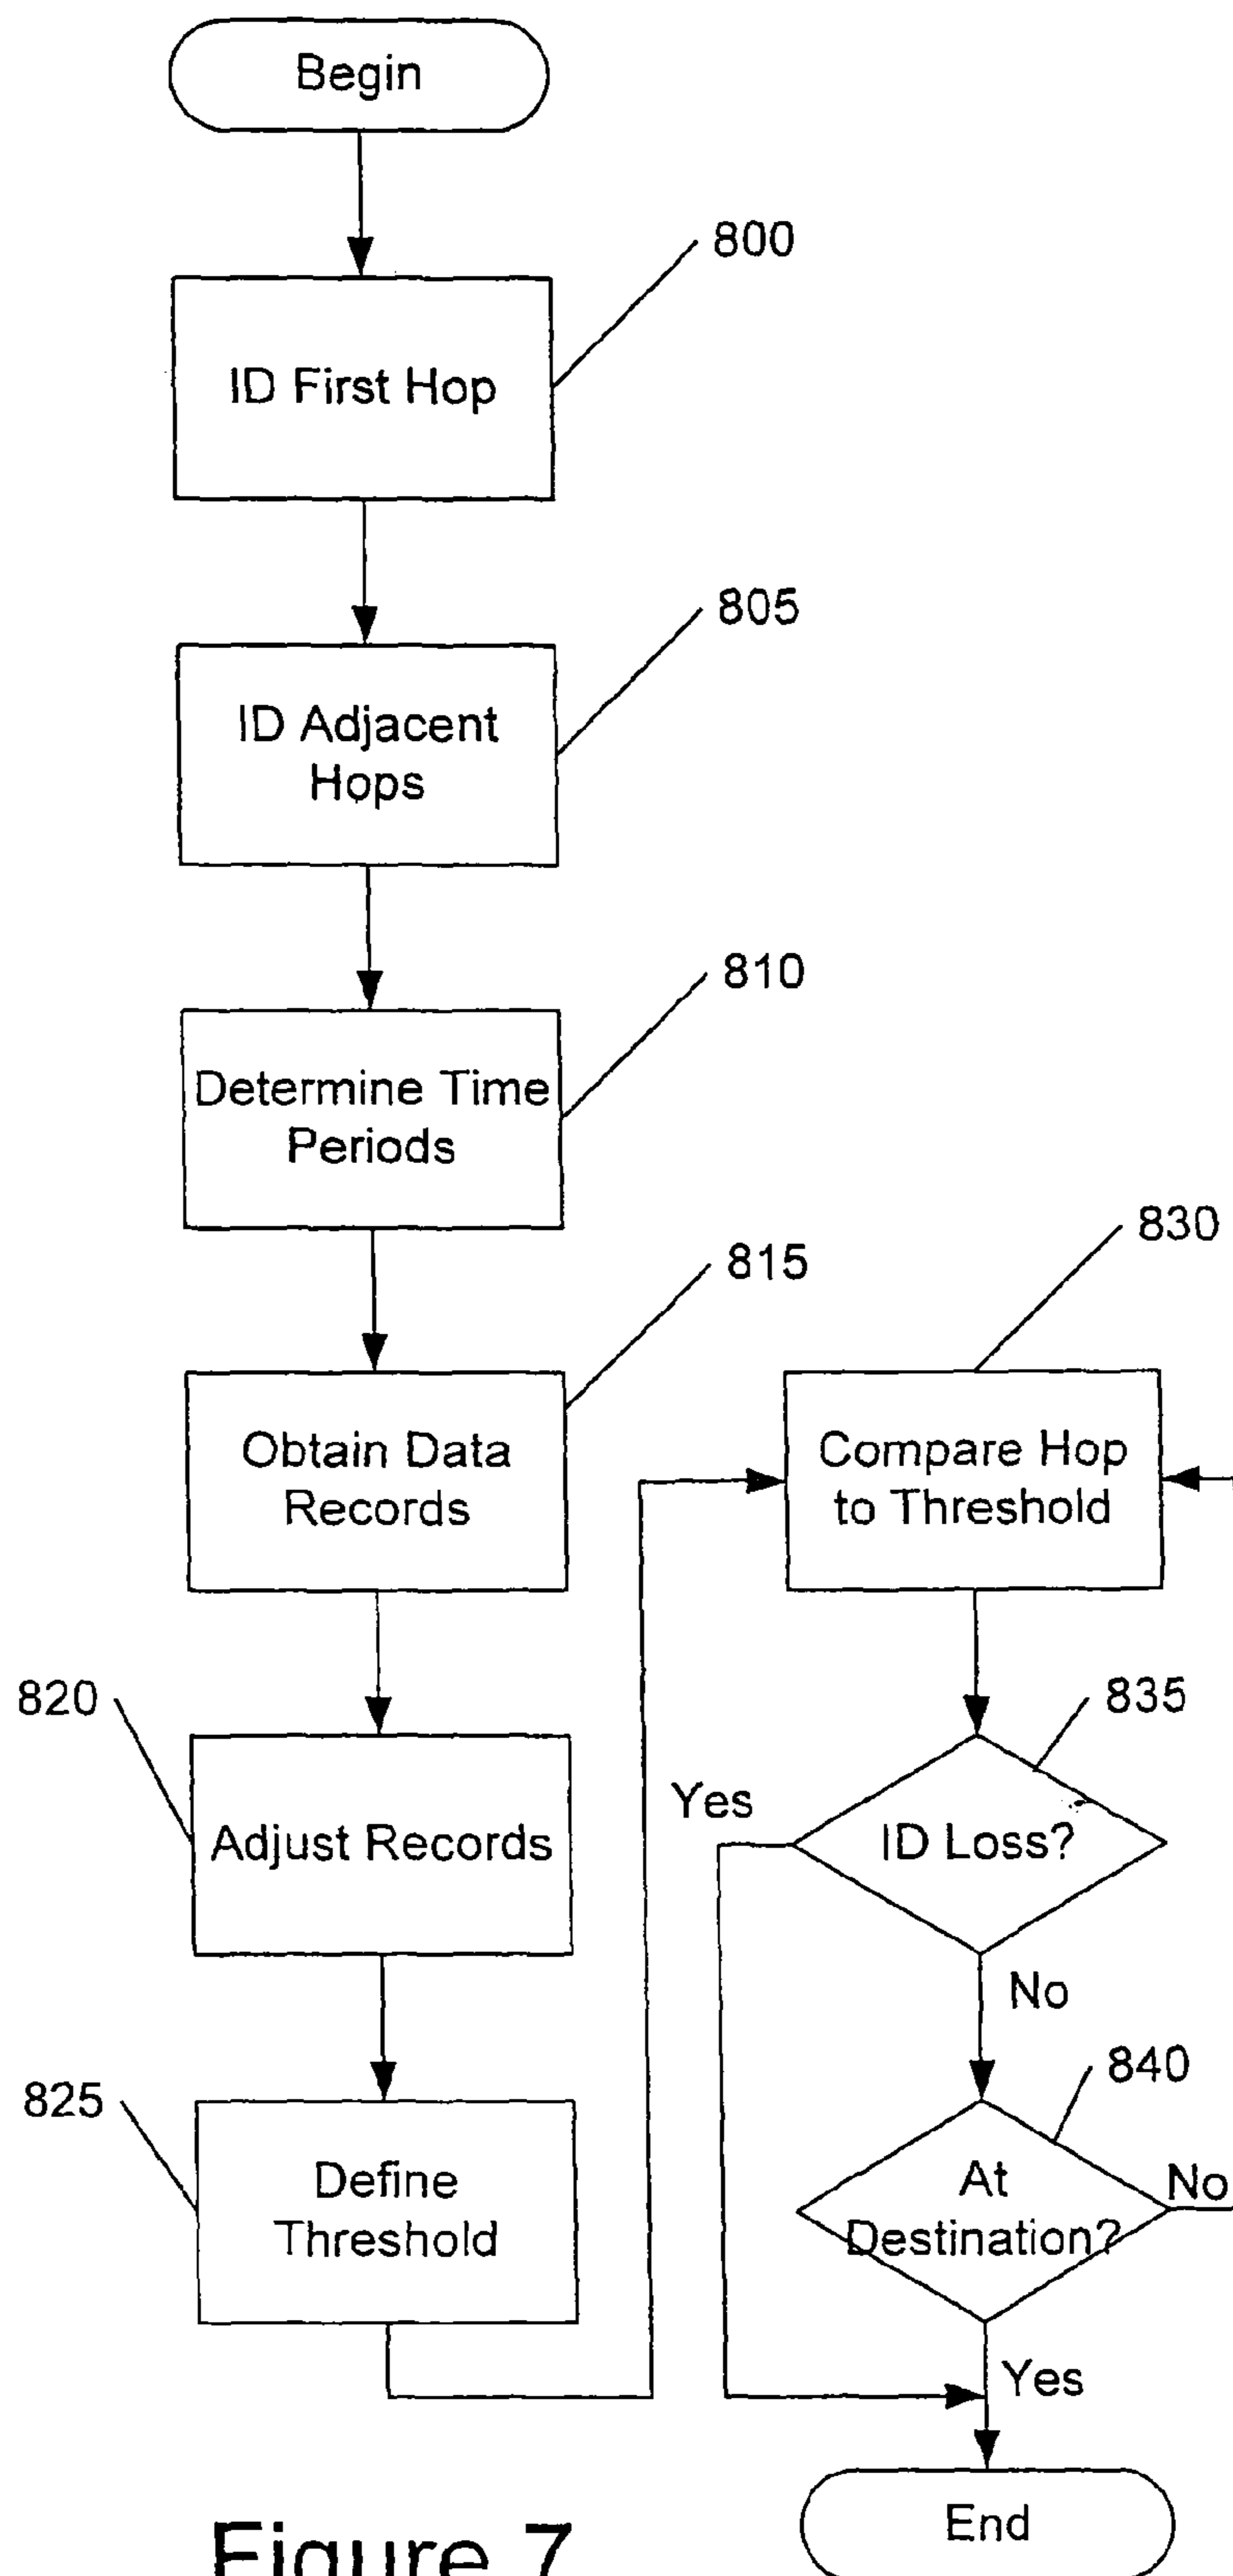 Begin
800
ID First Hop
805
ID Adjacent
Hops
810
Determine Time
Periods
815
Obtain Data
Records
820
Adjust Records
825
Define
Threshold
830
Compare Hop
to Threshold
835
Yes
ID Loss?
No
840
At
Destination?
No
Yes
End
Figure 7